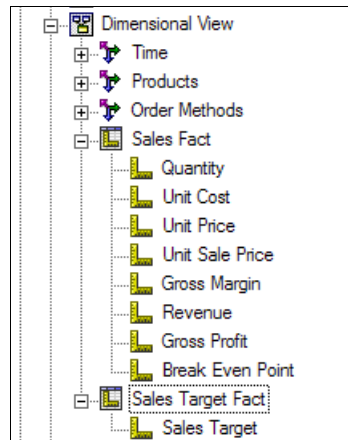 Dimensional View
Time
Products
Order Methods
Sales Fact
Quantity
Unit Cost
Unit Price
Unit Sale Price
Gross Margin
Revenue
Gross Profit
Break Even Point
Sales Target Fact
Sales Target